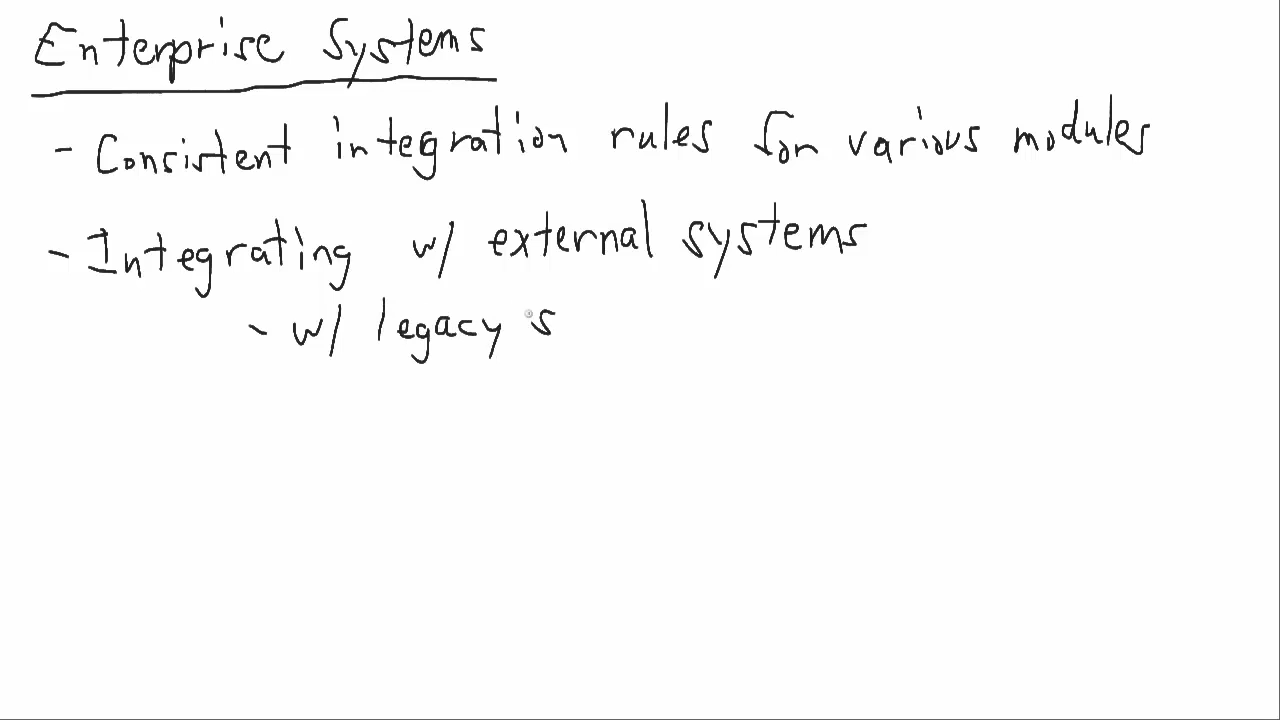 Enterprise Systems
- Consistent integration rules for various modules
- Integrating w/ external systems
- w/ legacy s